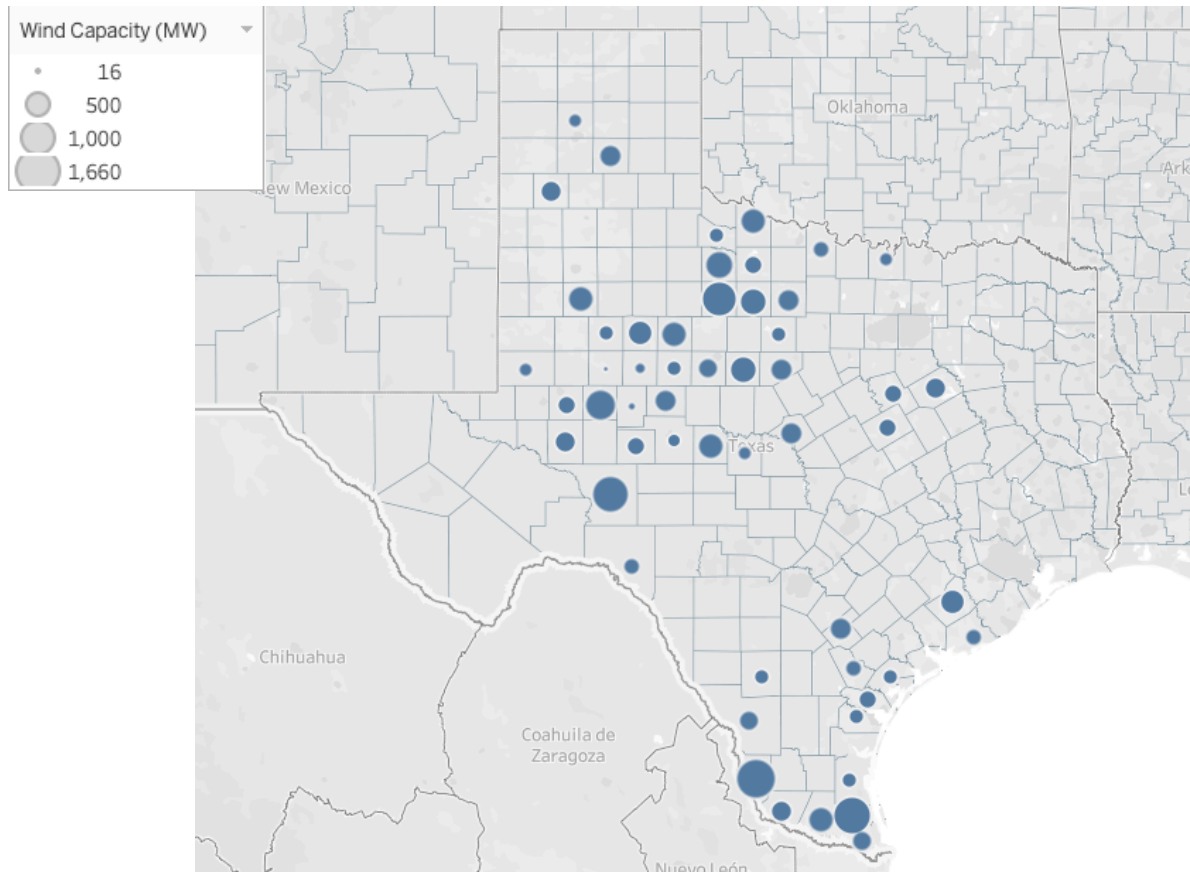 Wind Capacity (MW)
16
500
1,000
1,660
Oklahoma
New Mexico
Ark
Texas
Lo
Chihuahua
Coahuila de
Zaragoza
Nuevo León